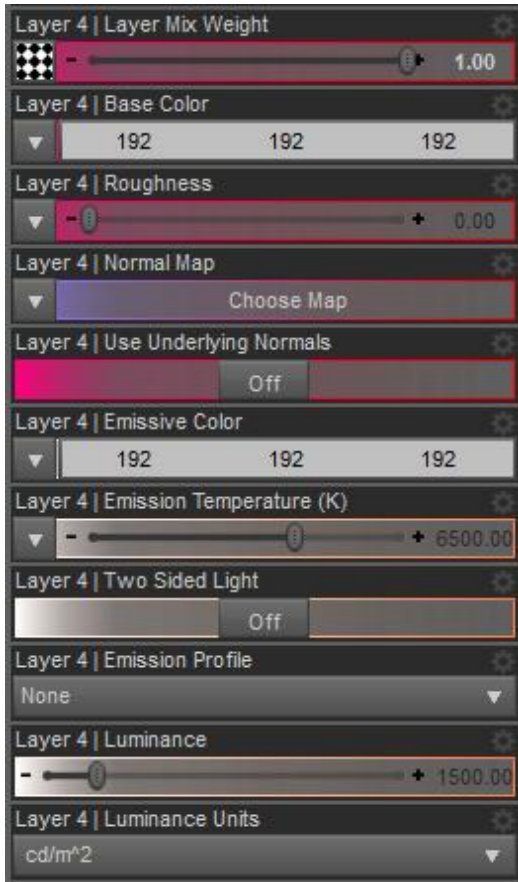 Layer 4 | Layer Mix Weight
- + 1.00
Layer 4 | Base Color
192 192 192
Layer 4 | Roughness
- + 0.00
Layer 4 | Normal Map
Choose Map
Layer 4 | Use Underlying Normals
Off
Layer 4 | Emissive Color
192 192 192
Layer 4 | Emission Temperature (K)
- + 6500.00
Layer 4 | Two Sided Light
Off
Layer 4 | Emission Profile
None
Layer 4 | Luminance
- + 1500.00
Layer 4 | Luminance Units
cd/m^2